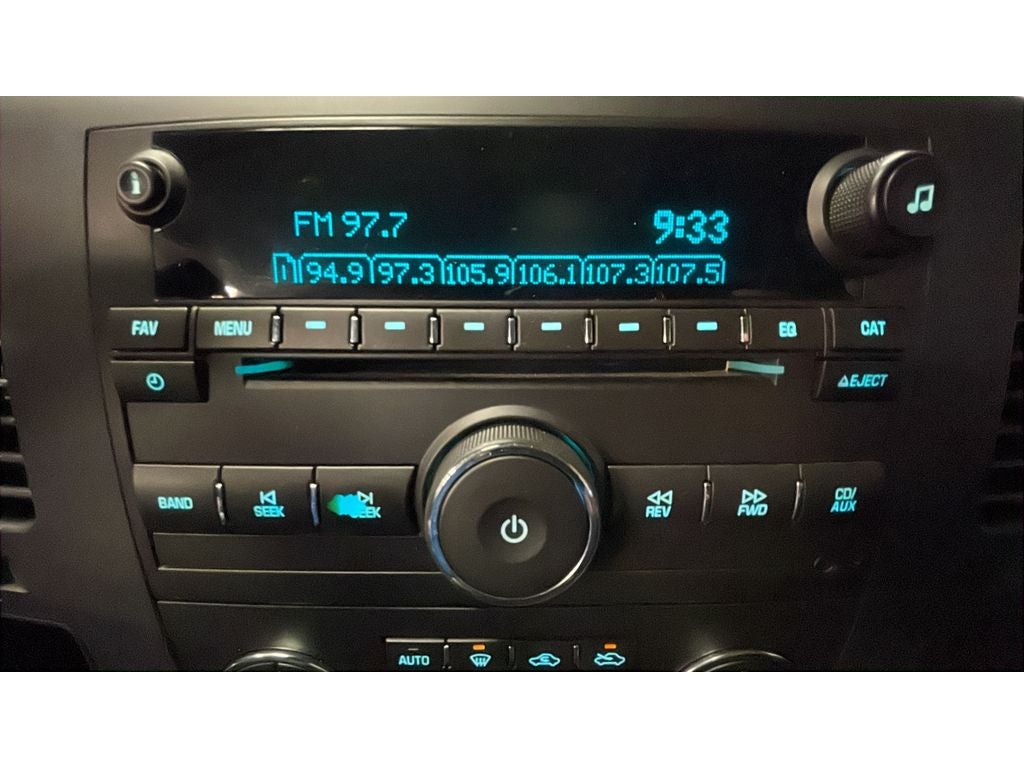 FM 97.7 9:33
1 94.9 97.3 105.9 106.1 107.3 107.5
FAV MENU EQ CAT
EJECT
BAND SEEK REV FWD CD/
AUX
AUTO